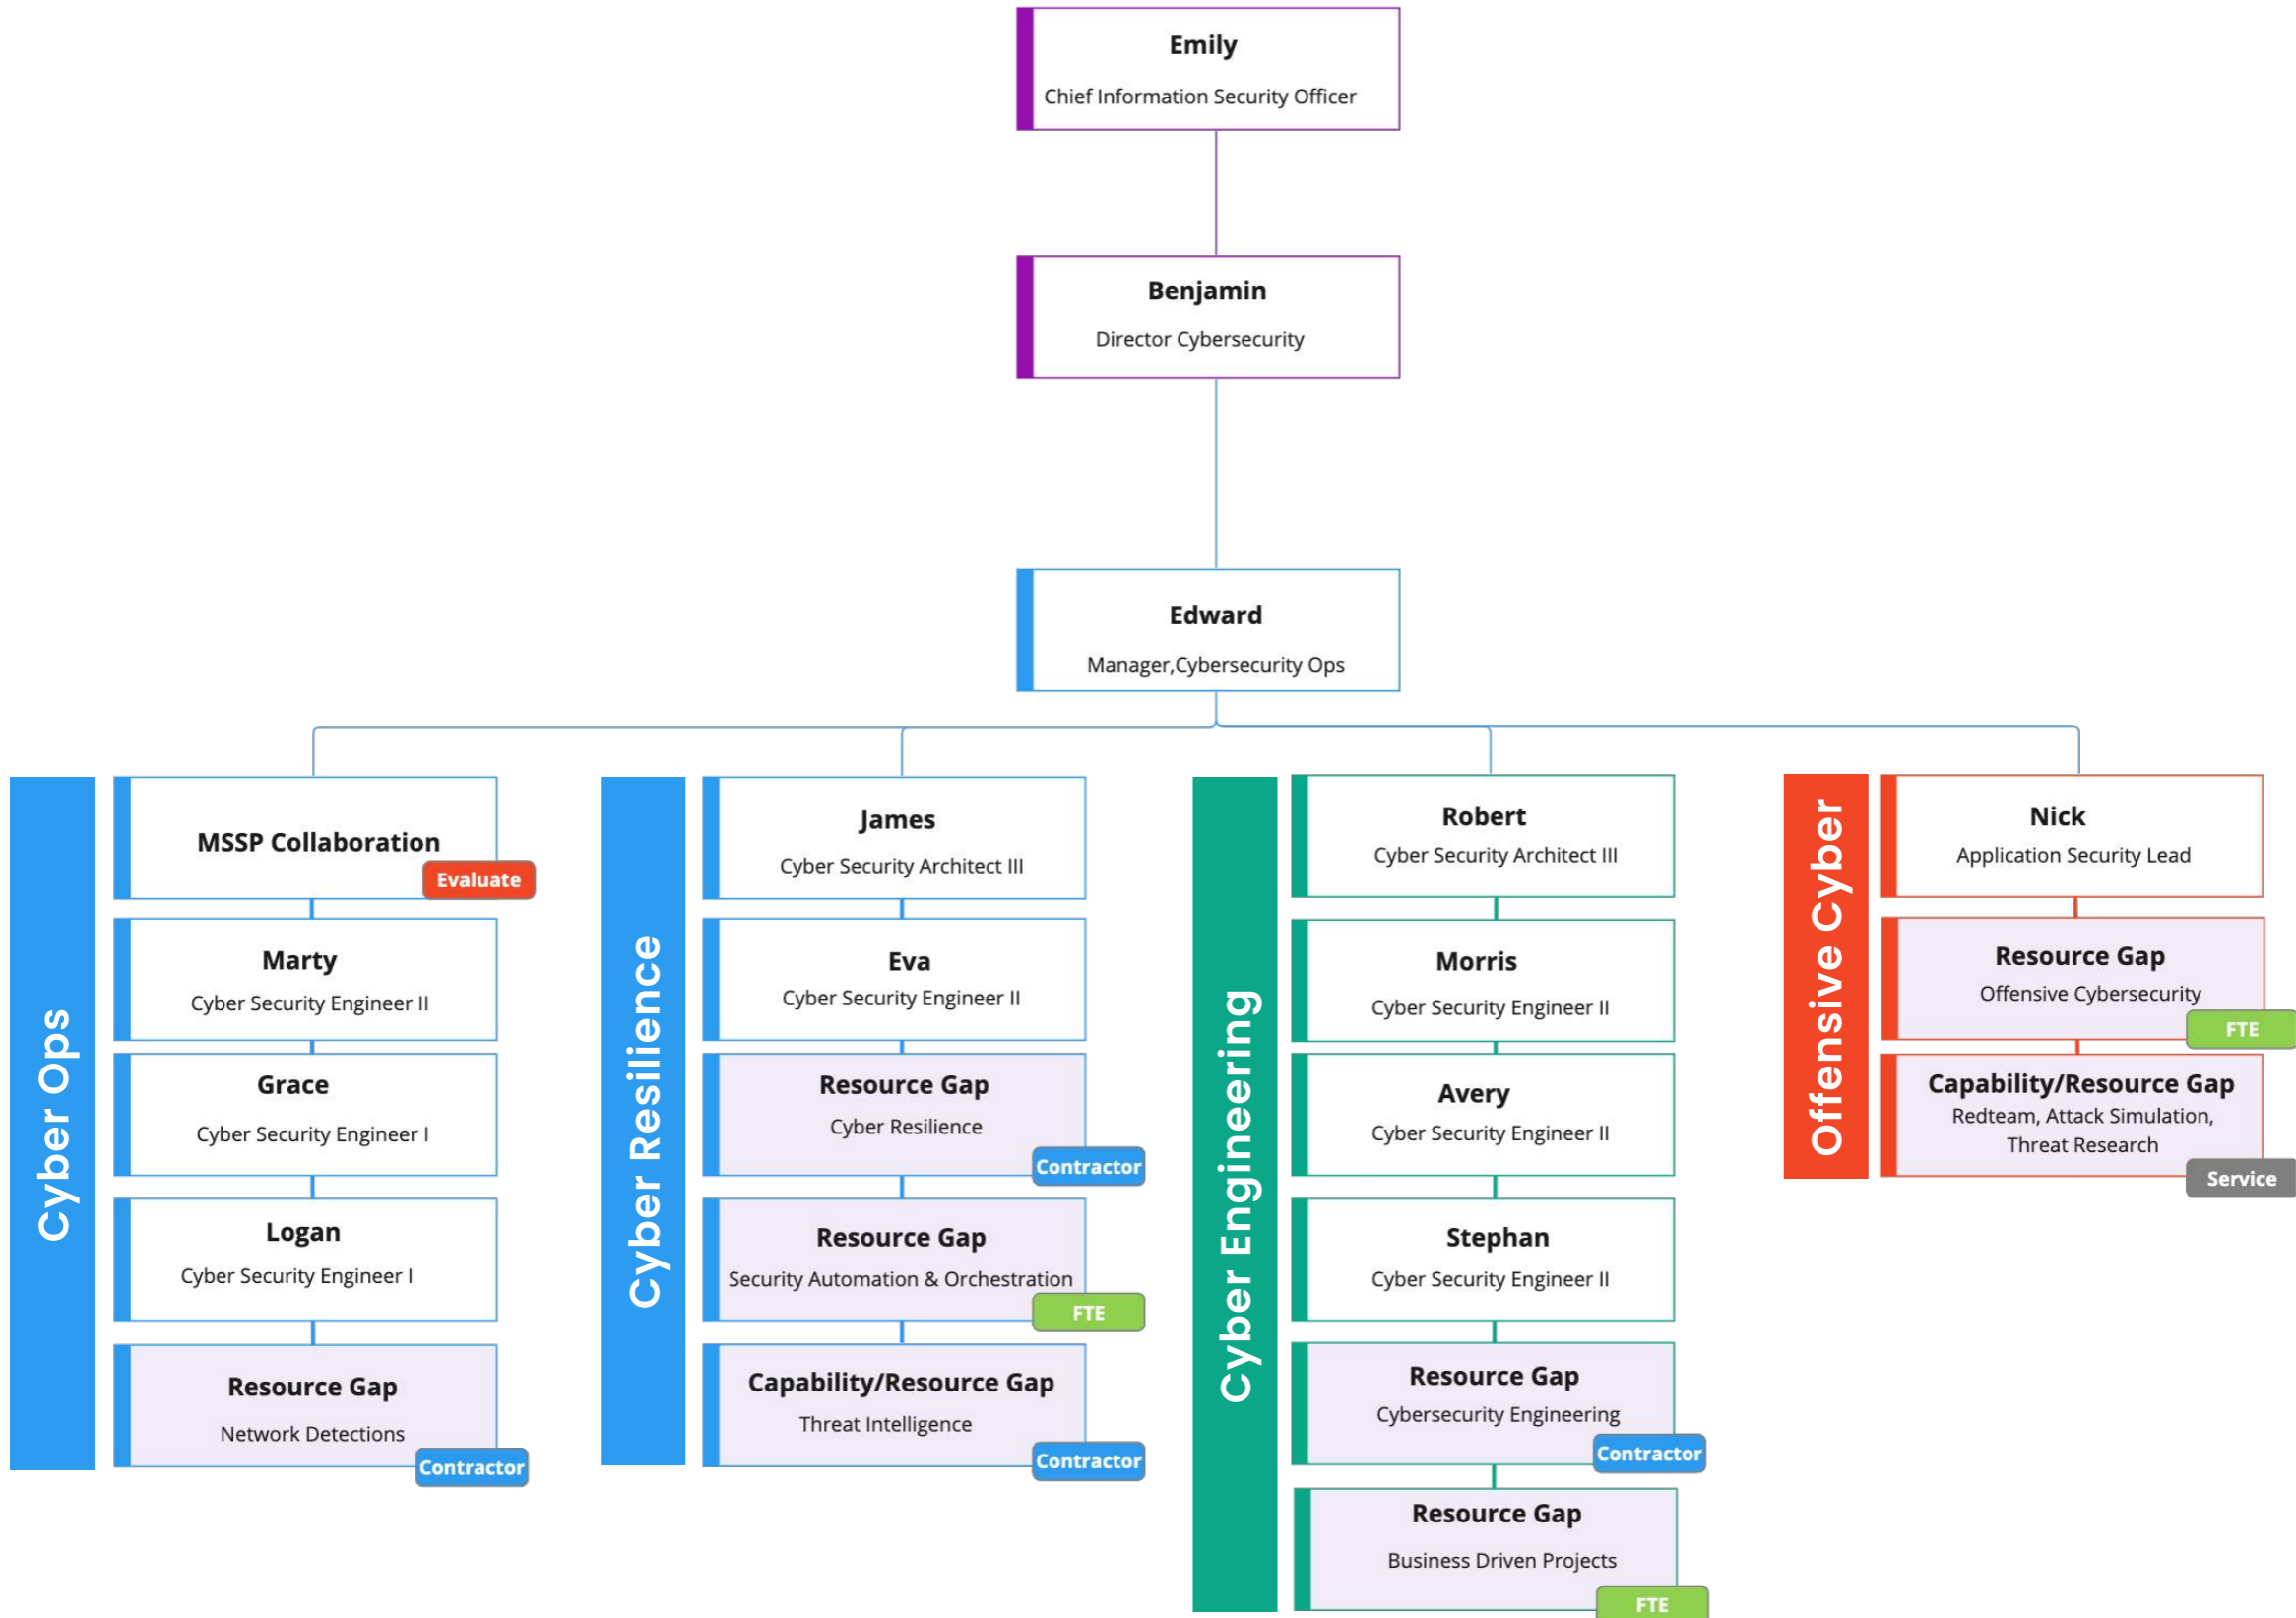 Emily
Chief Information Security Officer
Benjamin
Director Cybersecurity
Edward
Manager,Cybersecurity Ops
Cyber Ops
MSSP Collaboration
Evaluate
Marty
Cyber Security Engineer II
Grace
Cyber Security Engineer I
Logan
Cyber Security Engineer I
Resource Gap
Network Detections
Contractor
Cyber Resilience
James
Cyber Security Architect III
Eva
Cyber Security Engineer II
Resource Gap
Cyber Resilience
Contractor
Resource Gap
Security Automation & Orchestration
FTE
Capability/Resource Gap
Threat Intelligence
Contractor
Cyber Engineering
Robert
Cyber Security Architect III
Morris
Cyber Security Engineer II
Avery
Cyber Security Engineer II
Stephan
Cyber Security Engineer II
Resource Gap
Cybersecurity Engineering
Contractor
Resource Gap
Business Driven Projects
FTE
Offensive Cyber
Nick
Application Security Lead
Resource Gap
Offensive Cybersecurity
FTE
Capability/Resource Gap
Redteam, Attack Simulation,
Threat Research
Service